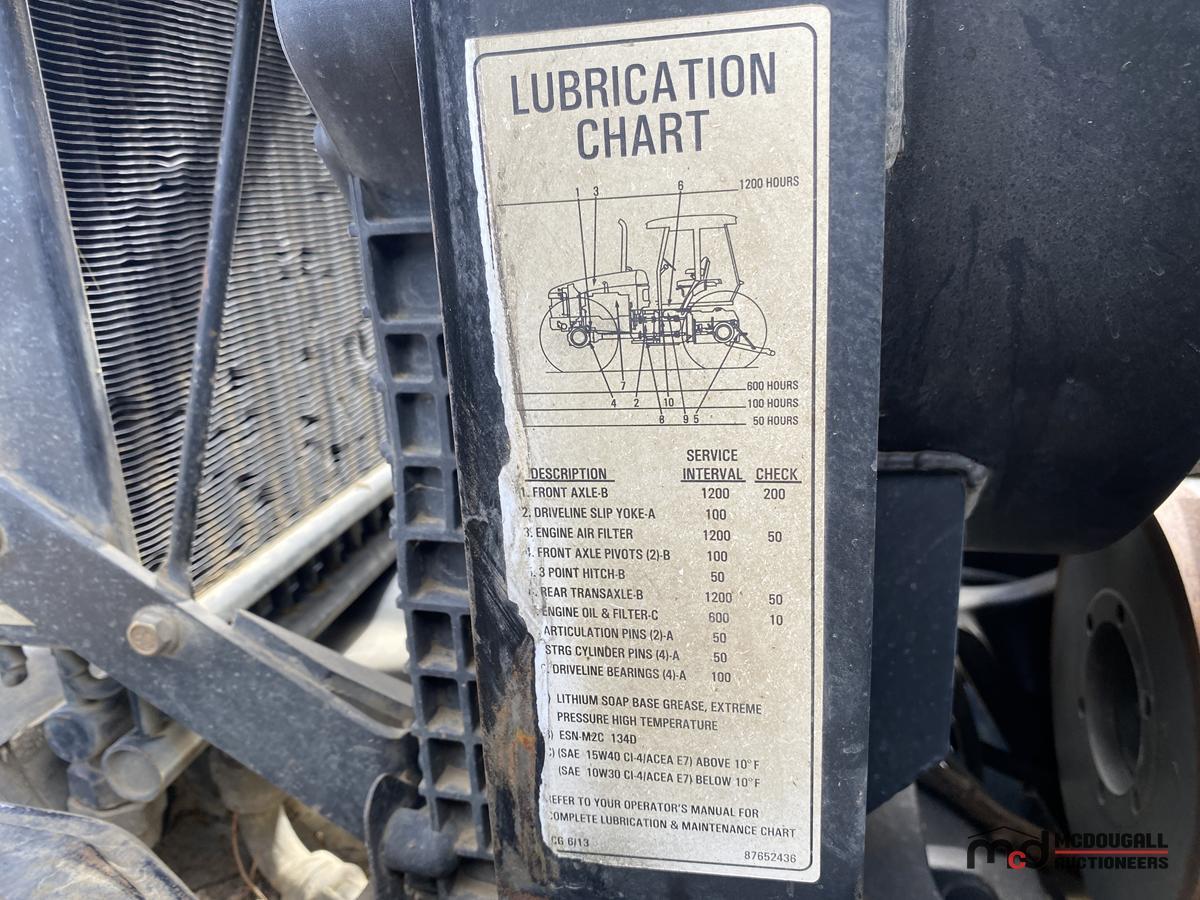 LUBRICATION
CHART
1 3 6 1200 HOURS
7 600 HOURS
4 2 10 100 HOURS
8 9 5 50 HOURS
SERVICE
DESCRIPTION INTERVAL CHECK
1. FRONT AXLE-B 1200 200
2. DRIVELINE SLIP YOKE-A 100
3. ENGINE AIR FILTER 1200 50
4. FRONT AXLE PIVOTS (2)-B 100
. 3 POINT HITCH-B 50
. REAR TRANSAXLE-B 1200 50
ENGINE OIL & FILTER-C 600 10
ARTICULATION PINS (2)-A 50
STRG CYLINDER PINS (4)-A 50
. DRIVELINE BEARINGS (4)-A 100
) LITHIUM SOAP BASE GREASE, EXTREME
PRESSURE HIGH TEMPERATURE
) ESN-M2C 134D
) (SAE 15W40 CI-4/ACEA E7) ABOVE 10°F
(SAE 10W30 CI-4/ACEA E7) BELOW 10°F
EFER TO YOUR OPERATOR'S MANUAL FOR
COMPLETE LUBRICATION & MAINTENANCE CHART
CG 6/13 87652436
mcd MCDOUGALL
AUCTIONEERS